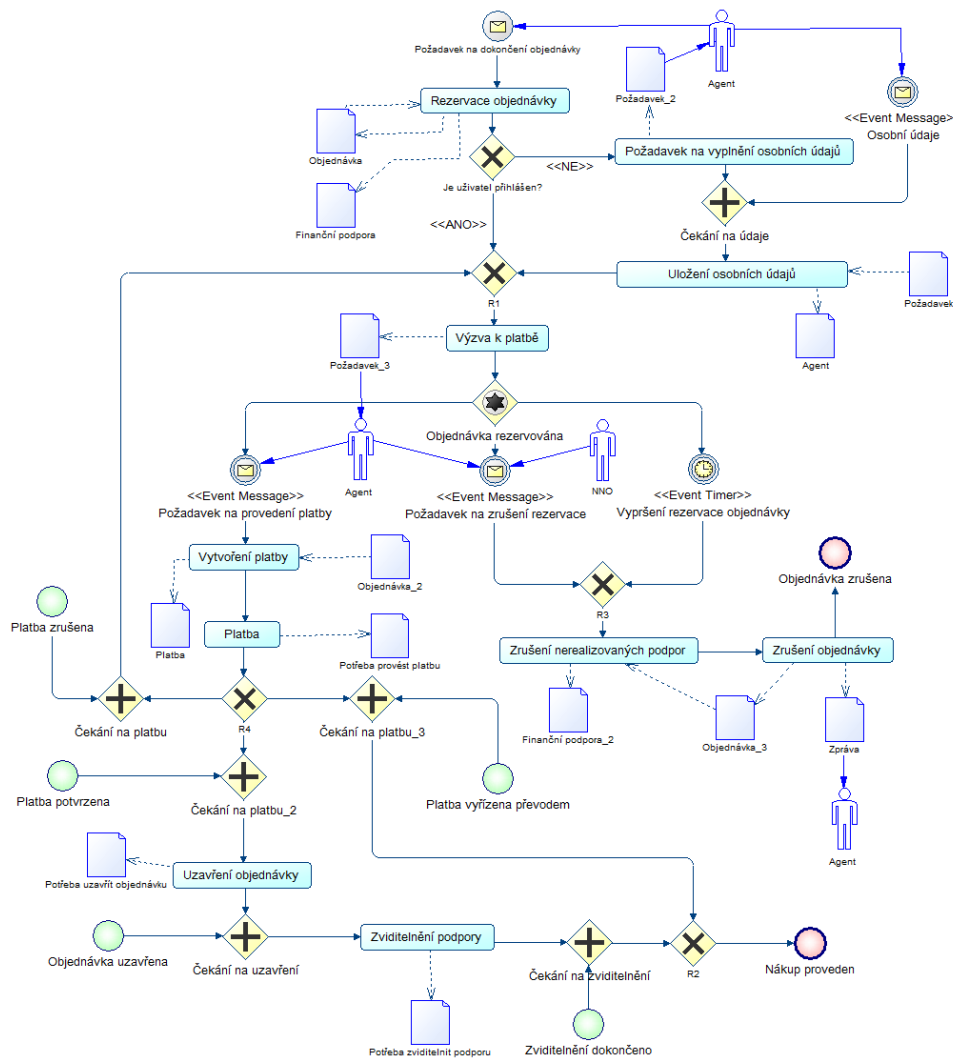 Požadavek na dokončení objednávky
Agent
Požadavek_2
Rezervace objednávky
<<Event Message>
Osobní údaje
Objednávka
Požadavek na vyplnění osobních údajů
<<NE>>
Je uživatel přihlášen?
Finanční podpora
<<ANO>>
Čekání na údaje
Uložení osobních údajů
R1
Požadavek
Výzva k platbě
Požadavek_3
Agent
Objednávka rezervována
Agent
NNO
<<Event Message>>
Požadavek na provedení platby
<<Event Message>>
Požadavek na zrušení rezervace
<<Event Timer>>
Vypršení rezervace objednávky
Vytvoření platby
Objednávka_2
Objednávka zrušena
R3
Platba zrušena
Platba
Platba
Potřeba provést platbu
Zrušení nerealizovaných podpor
Zrušení objednávky
Čekání na platbu
R4
Čekání na platbu_3
Finanční podpora_2
Objednávka_3
Zpráva
Platba potvrzena
Čekání na platbu_2
Platba vyřízena převodem
Agent
Uzavření objednávky
Potřeba uzavřít objednávku
Zviditelnění podpory
Objednávka uzavřena
Čekání na uzavření
Čekání na zviditelnění
R2
Nákup proveden
Potřeba zviditelnit podporu
Zviditelnění dokončeno